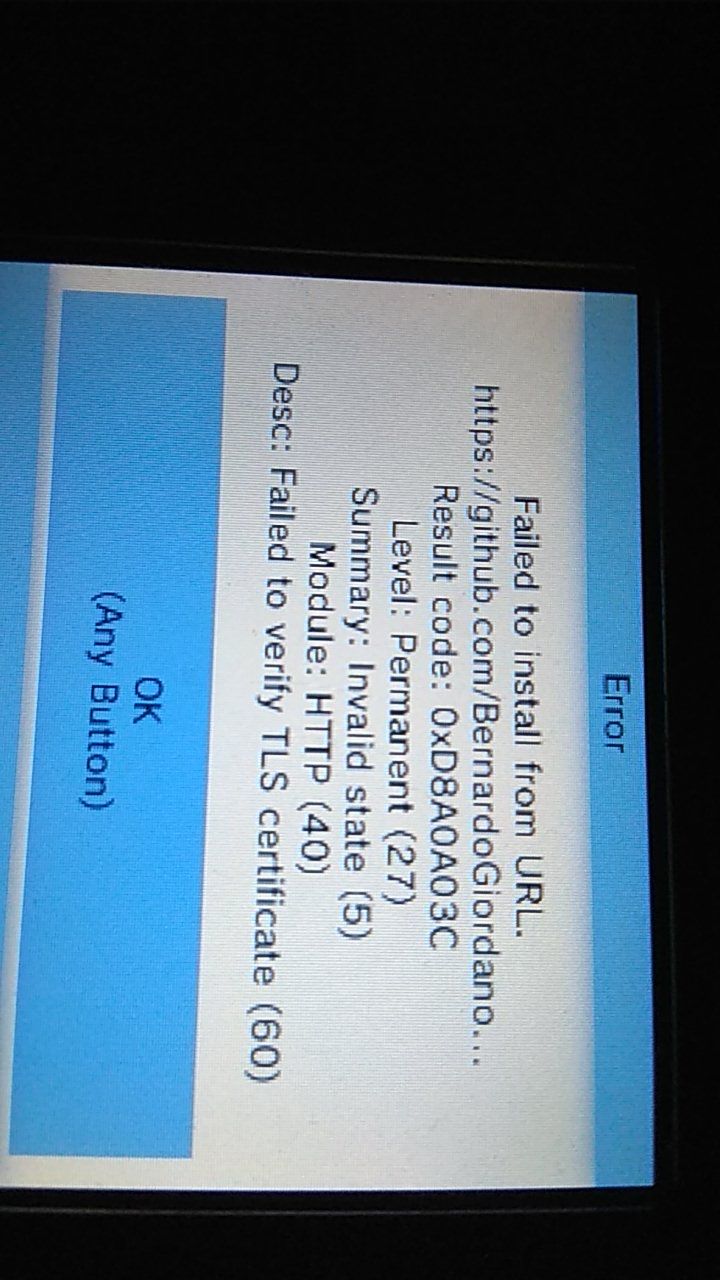 Error
Failed to install from URL.
https://github.com/BernardoGiordano...
Result code: 0xD8A0A03C
Level: Permanent (27)
Summary: Invalid state (5)
Module: HTTP (40)
Desc: Failed to verify TLS certificate (60)
OK
(Any Button)